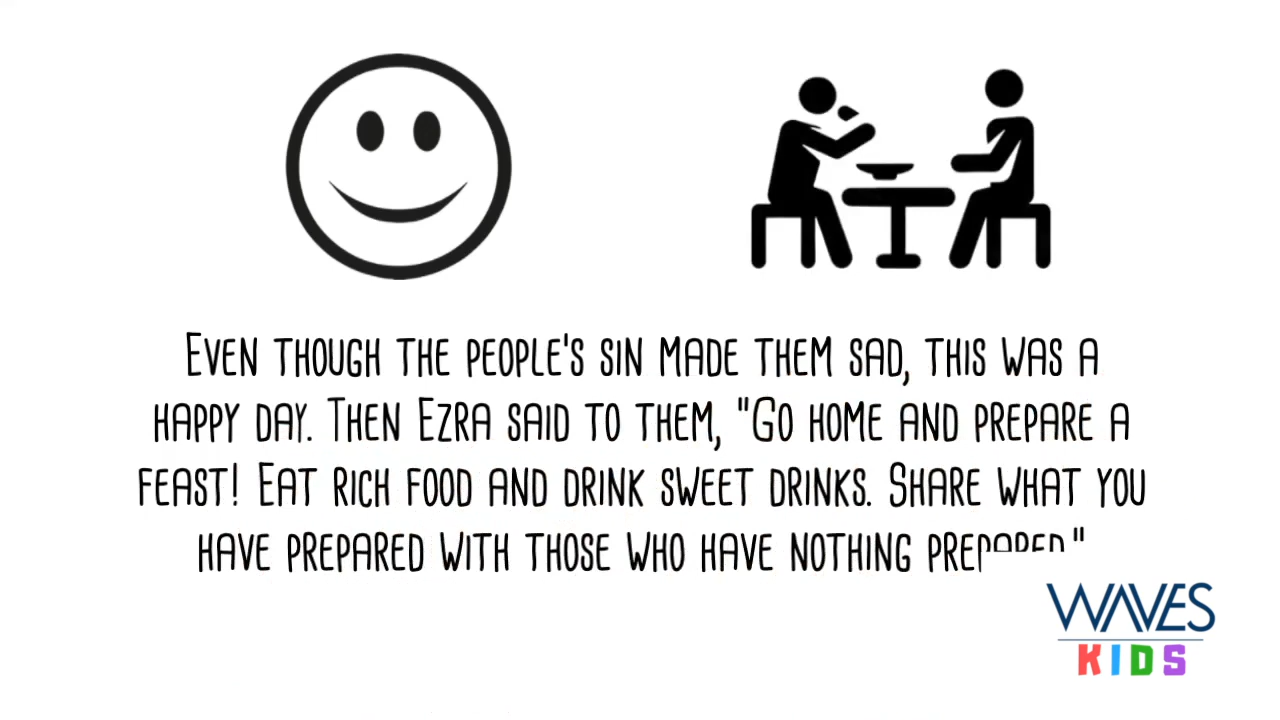 Even though the people's sin made them sad, this was a
happy day. Then Ezra said to them, "Go home and prepare a
feast! Eat rich food and drink sweet drinks. Share what you
have prepared with those who have nothing prepared."
WAVES
KIDS